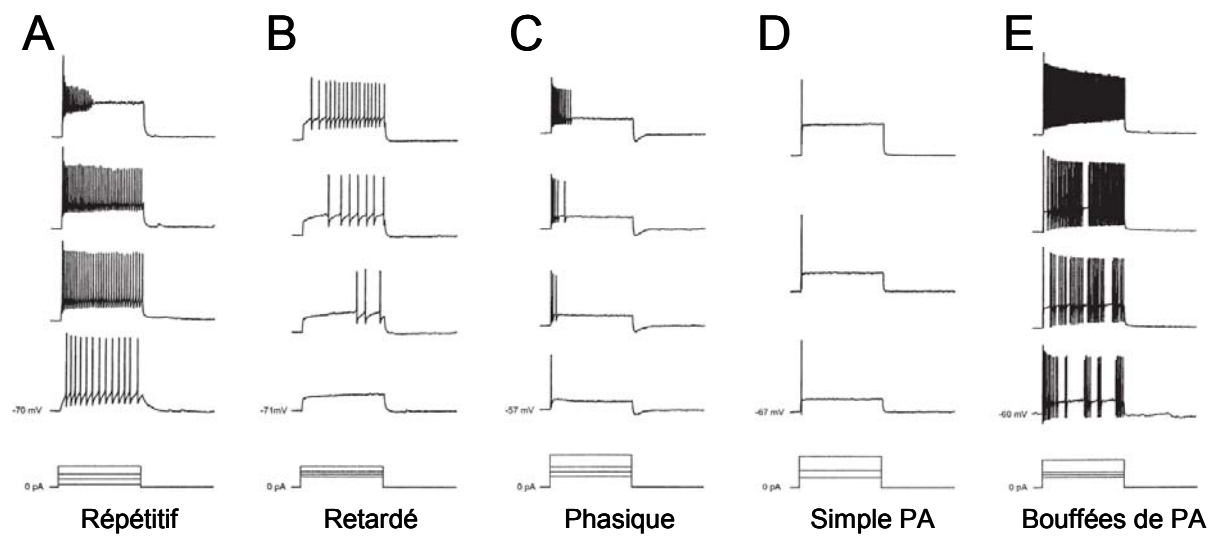 A B C D E
-70 mV -71mV -57 mV -67 mV -60 mV
0 pA 0 pA 0 pA 0 pA 0 pA
Répétitif Retardé Phasique Simple PA Bouffées de PA